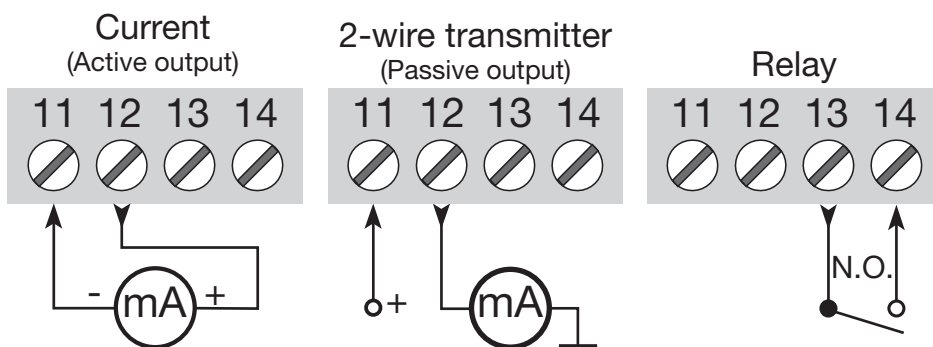 Current
(Active output)
11 12 13 14
- mA +
2-wire transmitter
(Passive output)
11 12 13 14
+ mA
Relay
11 12 13 14
N.O.